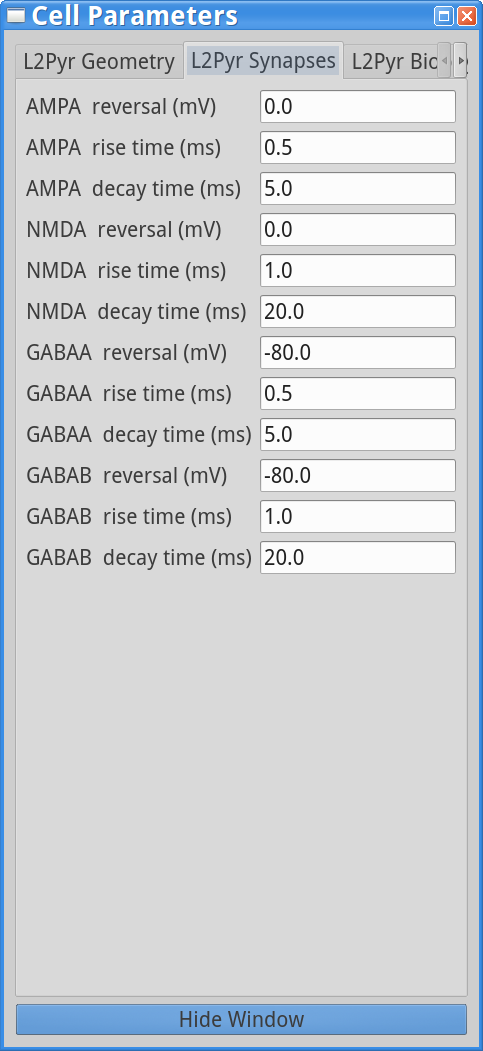 Cell Parameters
L2Pyr Geometry L2Pyr Synapses L2Pyr
AMPA reversal (mV) 0.0
AMPA rise time (ms) 0.5
AMPA decay time (ms) 5.0
NMDA reversal (mV) 0.0
NMDA rise time (ms) 1.0
NMDA decay time (ms) 20.0
GABAA reversal (mV) -80.0
GABAA rise time (ms) 0.5
GABAA decay time (ms) 5.0
GABAB reversal (mV) -80.0
GABAB rise time (ms) 1.0
GABAB decay time (ms) 20.0
Hide Window